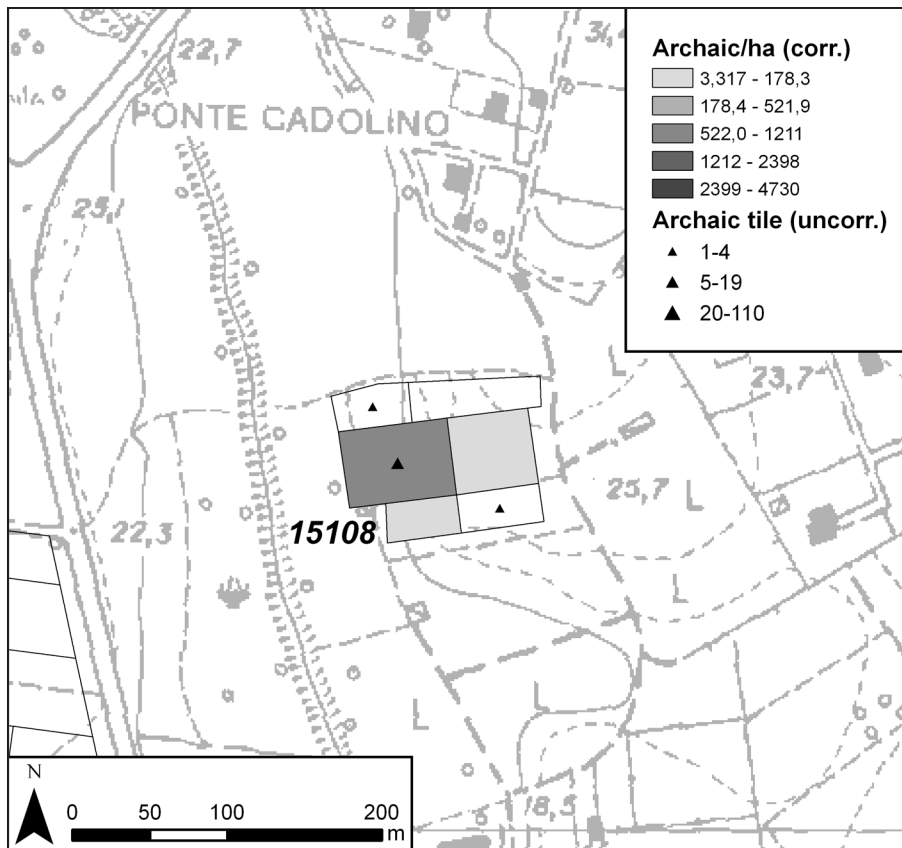 22,7
31,4
PONTE CADOLINO
25,1
23,7
25,7
22,3
15108
L
L
L
L
L
18,5
Archaic/ha (corr.)
3,317 - 178,3
178,4 - 521,9
522,0 - 1211
1212 - 2398
2399 - 4730
Archaic tile (uncorr.)
1-4
5-19
20-110
N
0 50 100 200
m